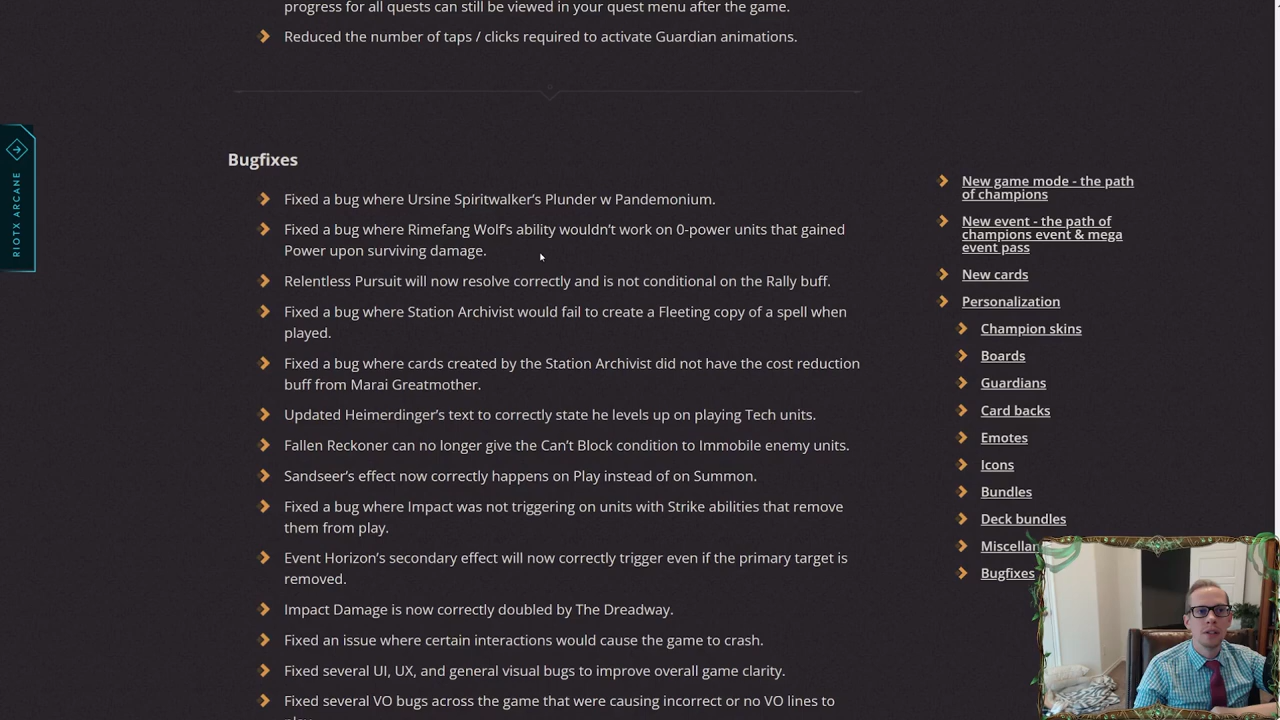 progress for all quests can still be viewed in your quest menu after the game.
Reduced the number of taps / clicks required to activate Guardian animations.
RIOTX ARCANE
Bugfixes
Fixed a bug where Ursine Spiritwalker's Plunder w Pandemonium.
Fixed a bug where Rimefang Wolf's ability wouldn't work on 0-power units that gained
Power upon surviving damage.
Relentless Pursuit will now resolve correctly and is not conditional on the Rally buff.
Fixed a bug where Station Archivist would fail to create a Fleeting copy of a spell when
played.
Fixed a bug where cards created by the Station Archivist did not have the cost reduction
buff from Marai Greatmother.
Updated Heimerdinger's text to correctly state he levels up on playing Tech units.
Fallen Reckoner can no longer give the Can't Block condition to Immobile enemy units.
Sandseer's effect now correctly happens on Play instead of on Summon.
Fixed a bug where Impact was not triggering on units with Strike abilities that remove
them from play.
Event Horizon's secondary effect will now correctly trigger even if the primary target is
removed.
Impact Damage is now correctly doubled by The Dreadway.
Fixed an issue where certain interactions would cause the game to crash.
Fixed several UI, UX, and general visual bugs to improve overall game clarity.
Fixed several VO bugs across the game that were causing incorrect or no VO lines to
New game mode - the path
of champions
New event - the path of
champions event & mega
event pass
New cards
Personalization
Champion skins
Boards
Guardians
Card backs
Emotes
Icons
Bundles
Deck bundles
Miscellan
Bugfixes